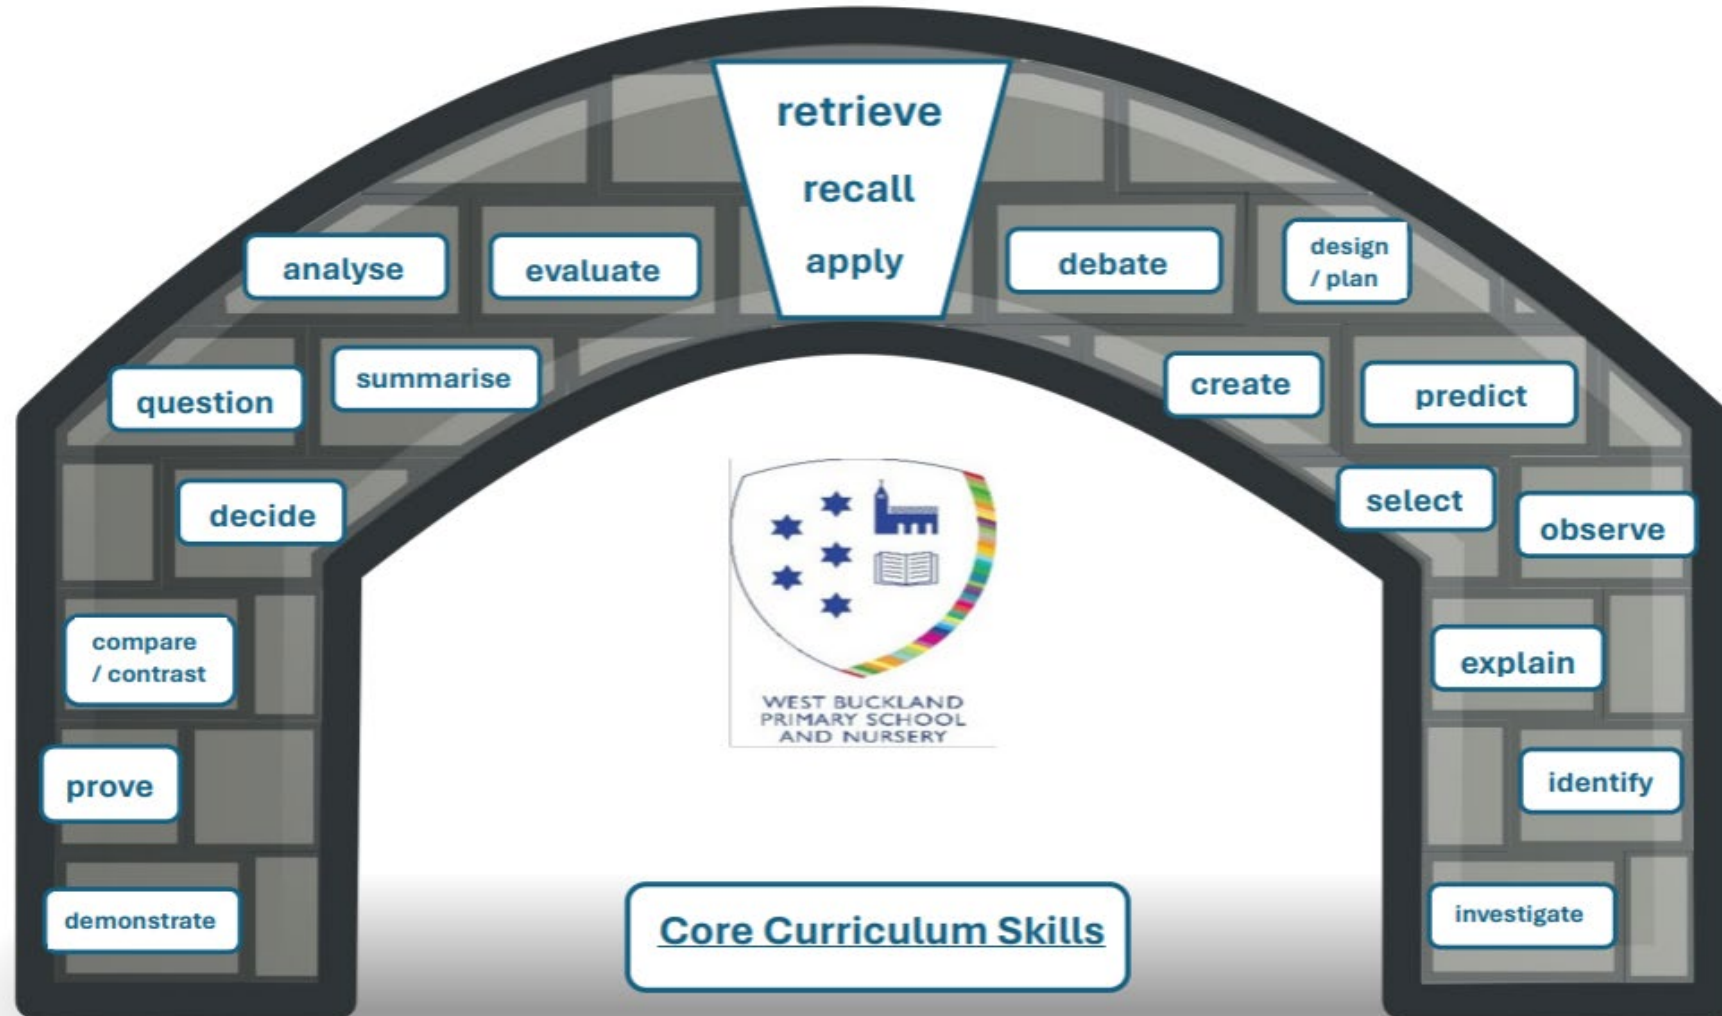 retrieve
recall
apply
analyse
evaluate
debate
design
/ plan
question
summarise
create
predict
decide
select
observe
compare
/ contrast
explain
prove
identify
demonstrate
investigate
WEST BUCKLAND
PRIMARY SCHOOL
AND NURSERY
Core Curriculum Skills